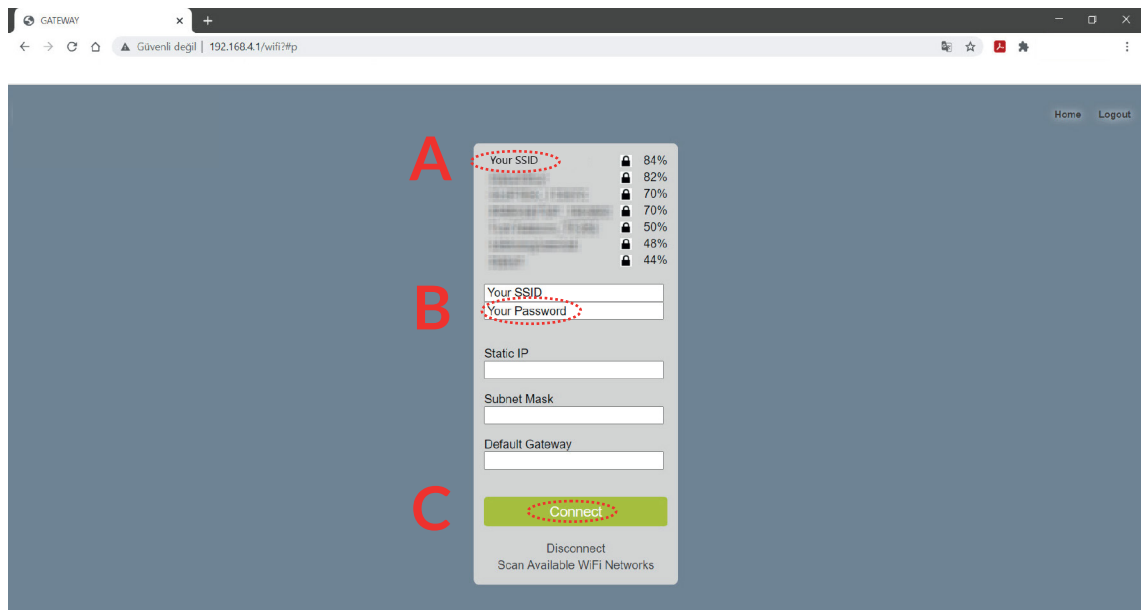 GATEWAY
Güvenli değil | 192.168.4.1/wifi?#p
Home Logout
A
Your SSID 84%
82%
70%
70%
50%
48%
44%
B
Your SSID
Your Password
Static IP
Subnet Mask
Default Gateway
C
Connect
Disconnect
Scan Available WiFi Networks